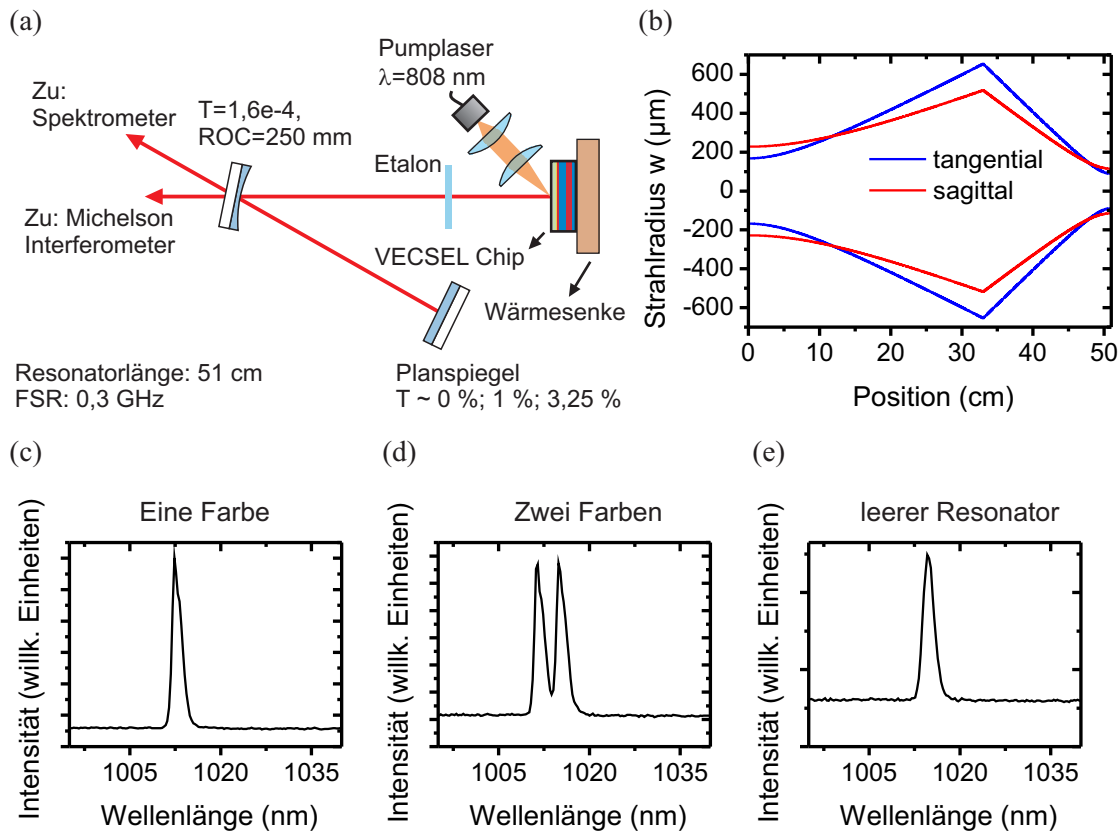 (a)
Pumplaser
λ=808 nm
Zu:
Spektrometer
T=1,6e-4,
ROC=250 mm
Etalon
Zu: Michelson
Interferometer
VECSEL Chip
Wärmesenke
Resonatorlänge: 51 cm
FSR: 0,3 GHz
Planspiegel
T ~ 0 %; 1 %; 3,25 %
(b)
Strahlradius w (µm)
600
400
200
0
-200
-400
-600
tangential
sagittal
0
10
20
30
40
50
Position (cm)
(c)
Eine Farbe
Intensität (willk. Einheiten)
1005
1020
1035
Wellenlänge (nm)
(d)
Zwei Farben
Intensität (willk. Einheiten)
1005
1020
1035
Wellenlänge (nm)
(e)
leerer Resonator
Intensität (willk. Einheiten)
1005
1020
1035
Wellenlänge (nm)